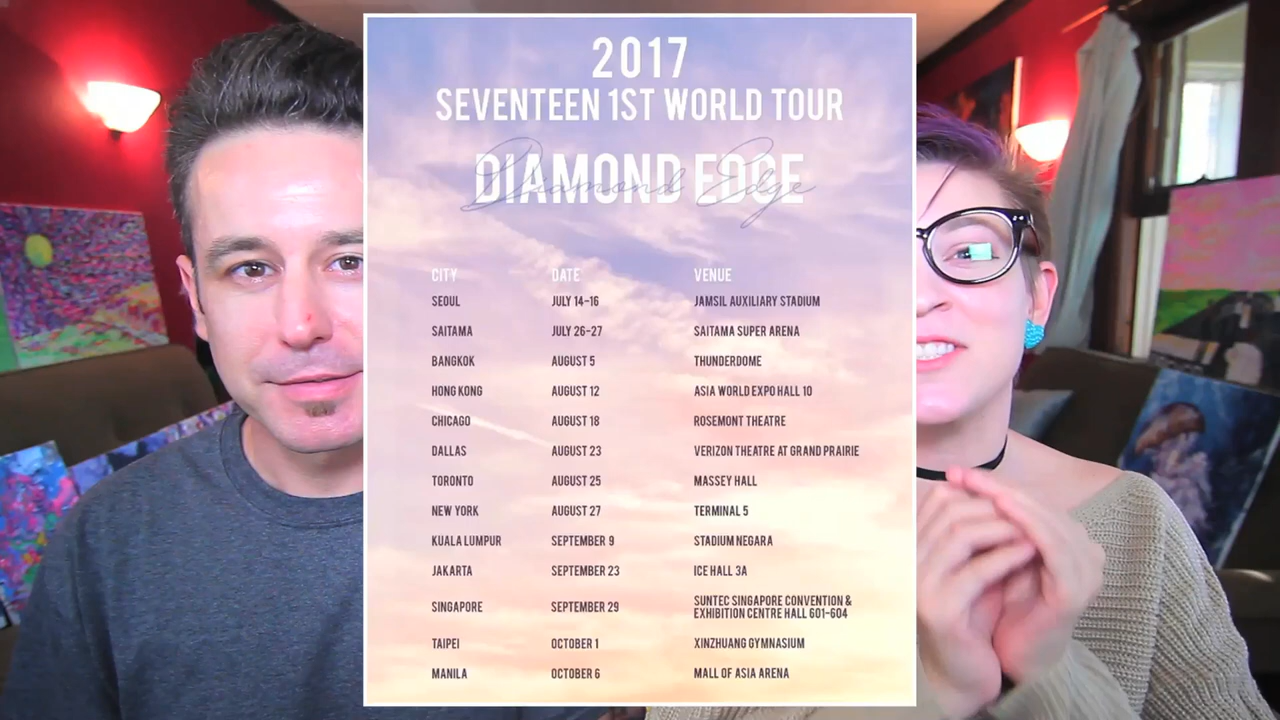 2017
SEVENTEEN 1ST WORLD TOUR
DIAMOND EDGE
Diamond Edge
CITY DATE VENUE
SEOUL JULY 14-16 JAMSIL AUXILIARY STADIUM
SAITAMA JULY 26-27 SAITAMA SUPER ARENA
BANGKOK AUGUST 5 THUNDERDOME
HONG KONG AUGUST 12 ASIA WORLD EXPO HALL 10
CHICAGO AUGUST 18 ROSEMONT THEATRE
DALLAS AUGUST 23 VERIZON THEATRE AT GRAND PRAIRIE
TORONTO AUGUST 25 MASSEY HALL
NEW YORK AUGUST 27 TERMINAL 5
KUALA LUMPUR SEPTEMBER 9 STADIUM NEGARA
JAKARTA SEPTEMBER 23 ICE HALL 3A
SINGAPORE SEPTEMBER 29 SUNTEC SINGAPORE CONVENTION &
EXHIBITION CENTRE HALL 601-604
TAIPEI OCTOBER 1 XINZHUANG GYMNASIUM
MANILA OCTOBER 6 MALL OF ASIA ARENA